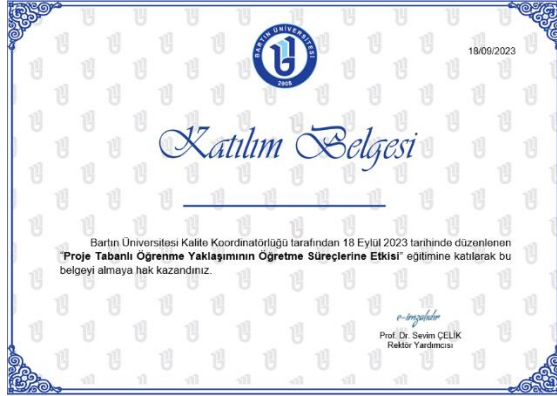 BARTIN ÜNİVERSİTESİ
2008
18/09/2023
Katılım Belgesi
Bartın Üniversitesi Kalite Koordinatörlüğü tarafından 18 Eylül 2023 tarihinde düzenlenen
"Proje Tabanlı Öğrenme Yaklaşımının Öğretme Süreçlerine Etkisi" eğitimine katılarak bu
belgeyi almaya hak kazandınız.
e-imzalıdır
Prof. Dr. Sevim ÇELİK
Rektör Yardımcısı